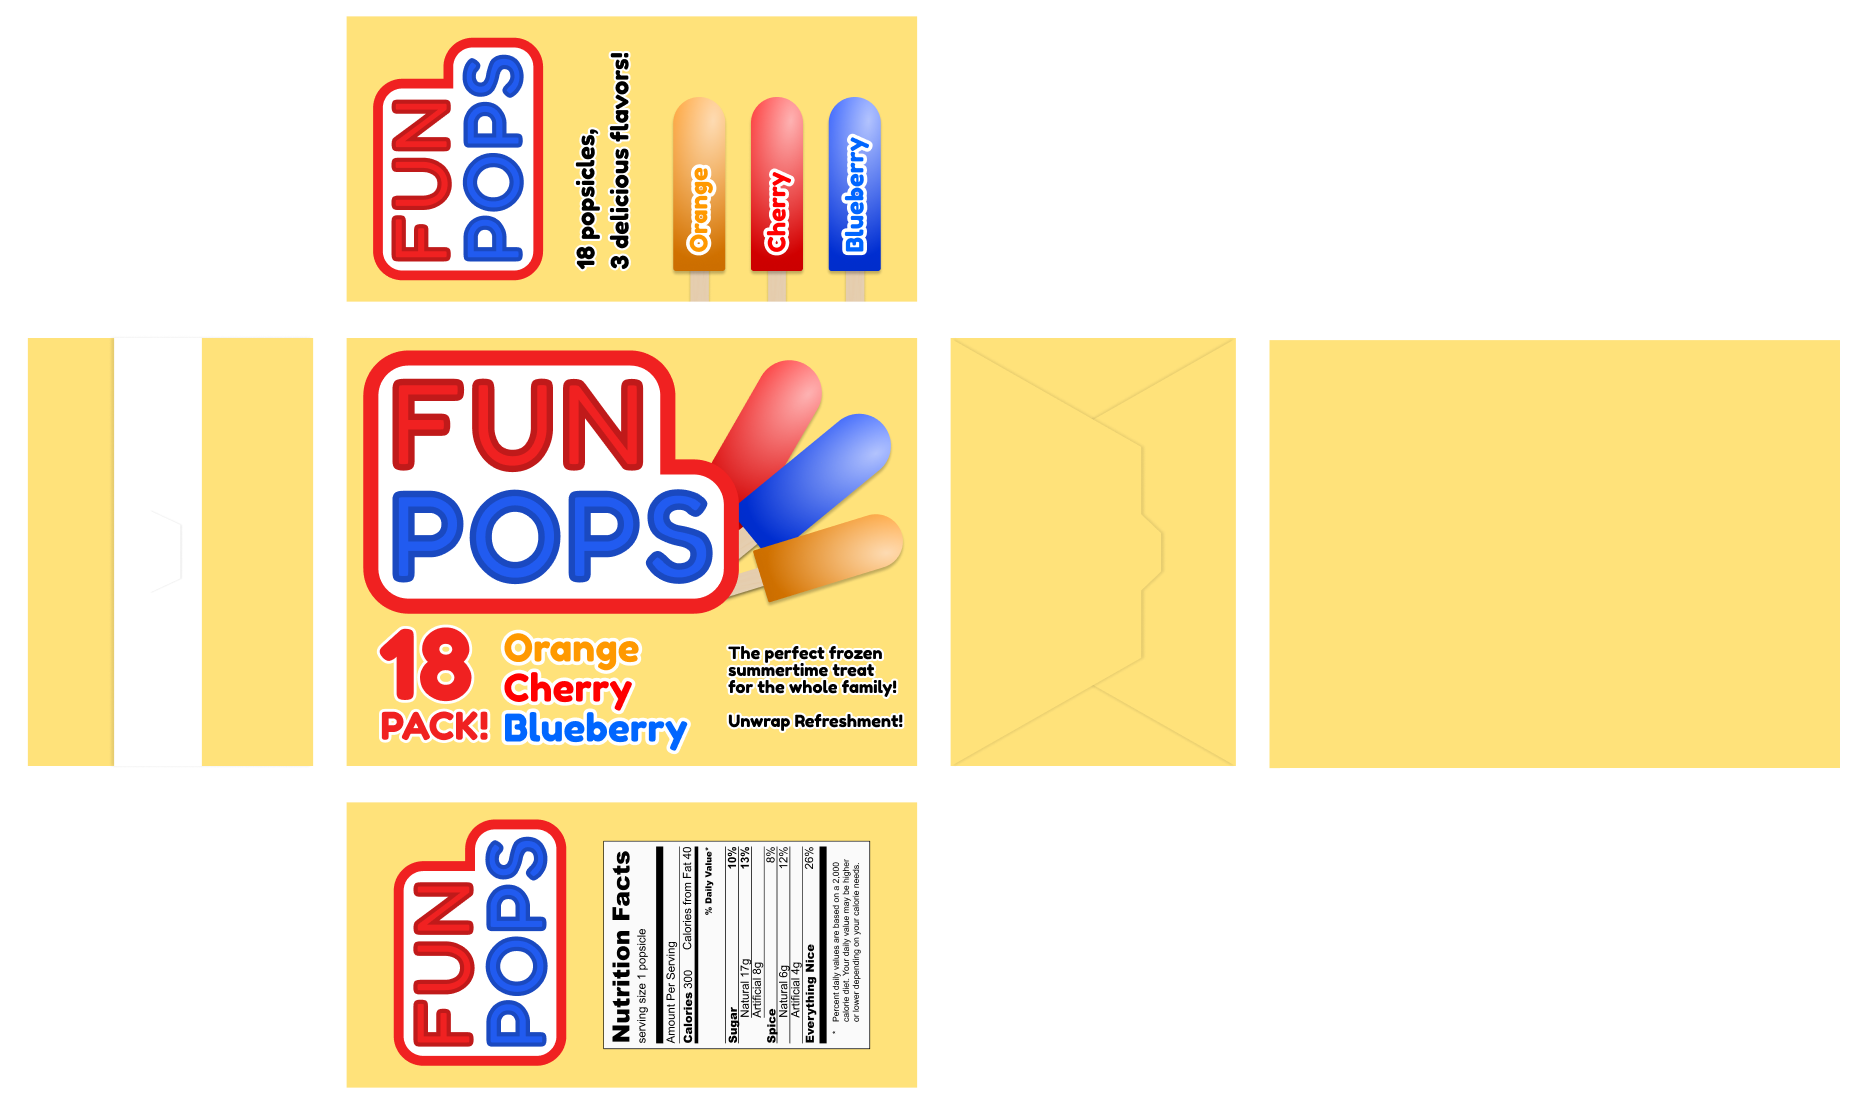 FUN
POPS
18 popsicles,
3 delicious flavors!
Orange
Cherry
Blueberry
FUN
POPS
18
PACK!
Orange
Cherry
Blueberry
The perfect frozen
summertime treat
for the whole family!
Unwrap Refreshment!
FUN
POPS
Nutrition Facts
serving size 1 popsicle
Amount Per Serving
Calories 300 Calories from Fat 40
% Daily Value*
Sugar 10%
Natural 17g 13%
Artificial 8g
Spice 8%
Natural 6g 12%
Artificial 4g
Everything Nice 26%
* Percent daily values are based on a 2,000
calorie diet. Your daily value may be higher
or lower depending on your calorie needs.